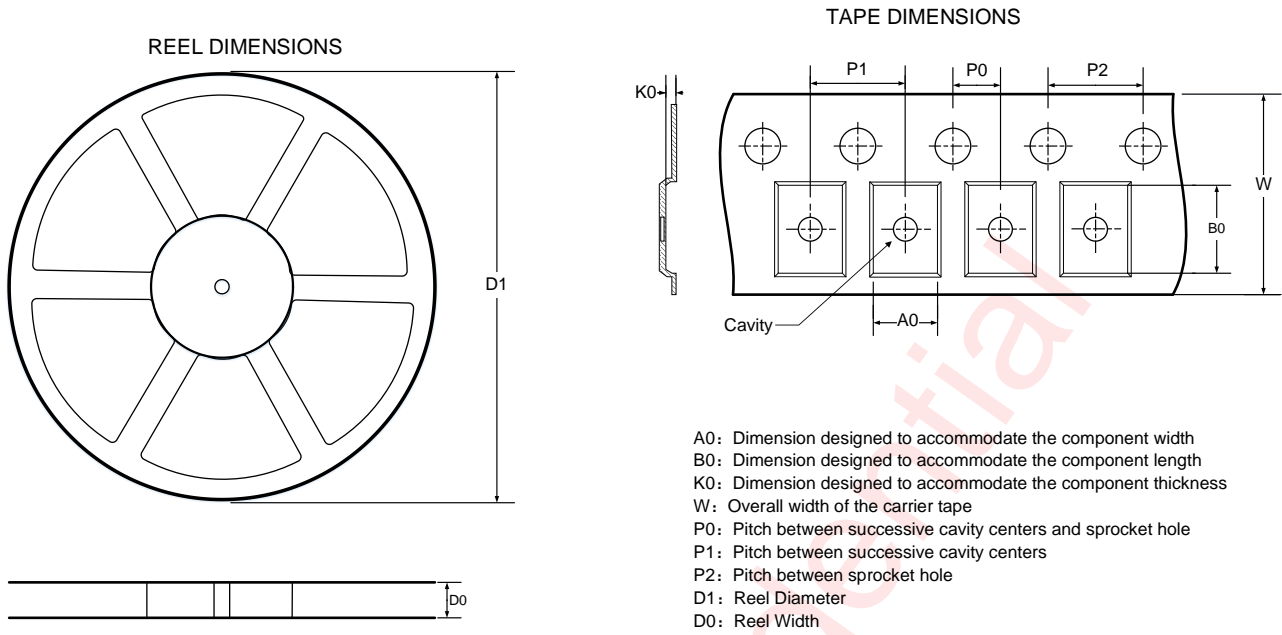 TAPE DIMENSIONS
REEL DIMENSIONS
P1
P0
P2
K0
D1
W
B0
Cavity
A0
A0：Dimension designed to accommodate the component width
B0：Dimension designed to accommodate the component length
K0：Dimension designed to accommodate the component thickness
W：Overall width of the carrier tape
P0：Pitch between successive cavity centers and sprocket hole
P1：Pitch between successive cavity centers
P2：Pitch between sprocket hole
D1：Reel Diameter
D0：Reel Width
D0
dential